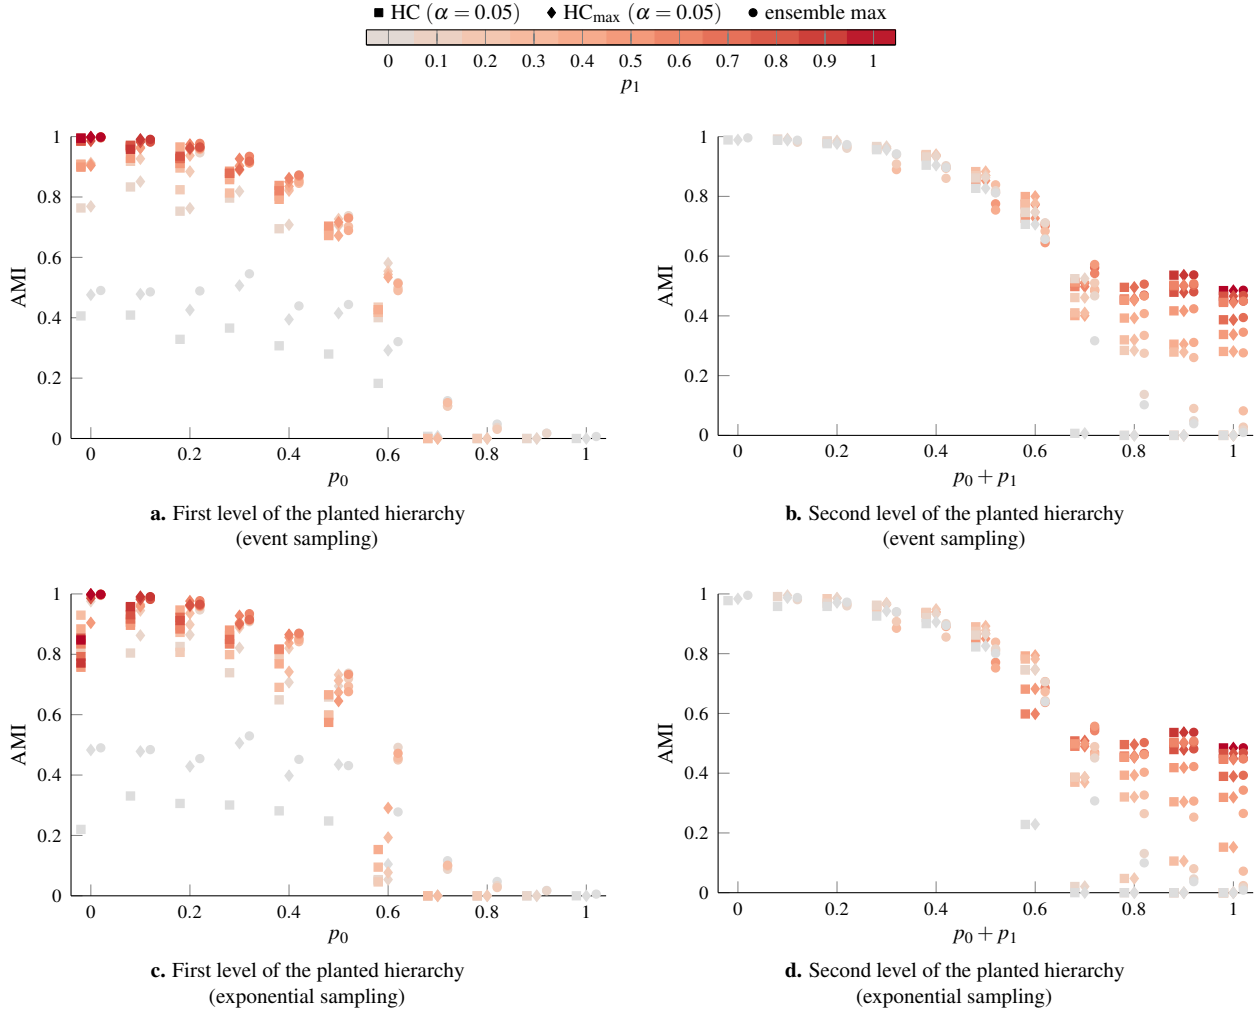 HC (α = 0.05) HCmax (α = 0.05) ensemble max
0 0.1 0.2 0.3 0.4 0.5 0.6 0.7 0.8 0.9 1
p1
1
0.8
0.6
0.4
0.2
0
AMI
0 0.2 0.4 0.6 0.8 1
p0
a. First level of the planted hierarchy
(event sampling)
1
0.8
0.6
0.4
0.2
0
AMI
0 0.2 0.4 0.6 0.8 1
p0 + p1
b. Second level of the planted hierarchy
(event sampling)
1
0.8
0.6
0.4
0.2
0
AMI
0 0.2 0.4 0.6 0.8 1
p0
c. First level of the planted hierarchy
(exponential sampling)
1
0.8
0.6
0.4
0.2
0
AMI
0 0.2 0.4 0.6 0.8 1
p0 + p1
d. Second level of the planted hierarchy
(exponential sampling)